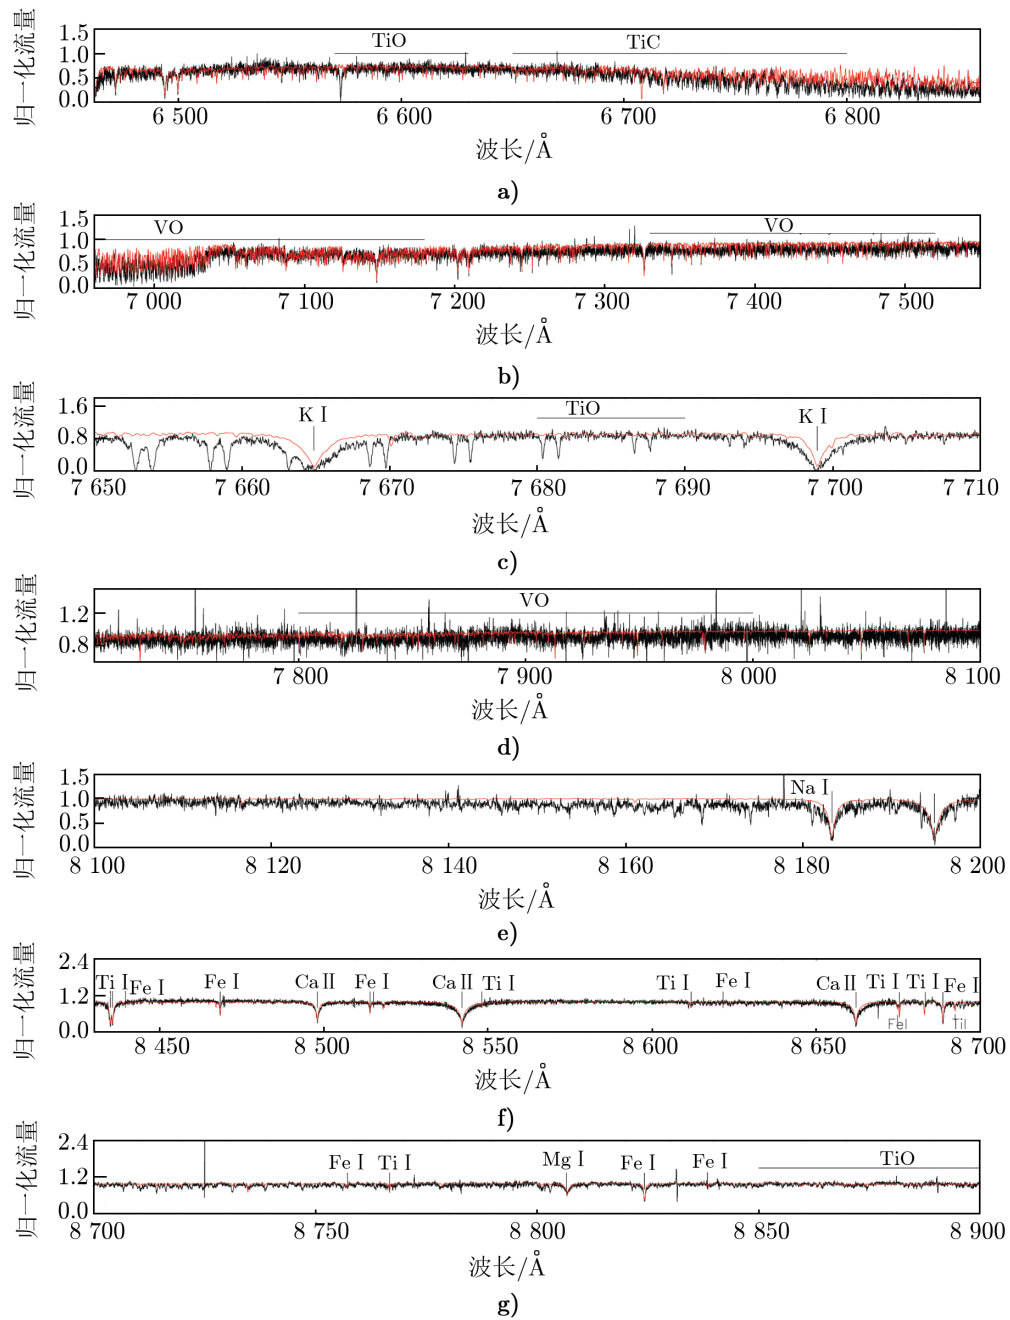 归一化流量
1.5
1.0
0.5
0.0
TiO
TiC
6 500
6 600
6 700
6 800
波长/Å
a)
归一化流量
1.5
1.0
0.5
0.0
VO
VO
7 000
7 100
7 200
7 300
7 400
7 500
波长/Å
b)
归一化流量
1.6
0.8
0.0
K I
TiO
K I
7 650
7 660
7 670
7 680
7 690
7 700
7 710
波长/Å
c)
归一化流量
1.2
0.8
VO
7 800
7 900
8 000
8 100
波长/Å
d)
归一化流量
1.5
1.0
0.5
0.0
Na I
8 100
8 120
8 140
8 160
8 180
8 200
波长/Å
e)
归一化流量
2.4
1.2
0.0
Ti I
Fe I
Fe I
Ca II
Fe I
Ca II
Ti I
Ti I
Fe I
Ca II
Ti I
Ti I
Fe I
FeI
TiI
8 450
8 500
8 550
8 600
8 650
8 700
波长/Å
f)
归一化流量
2.4
1.2
0.0
Fe I
Ti I
Mg I
Fe I
Fe I
TiO
8 700
8 750
8 800
8 850
8 900
波长/Å
g)